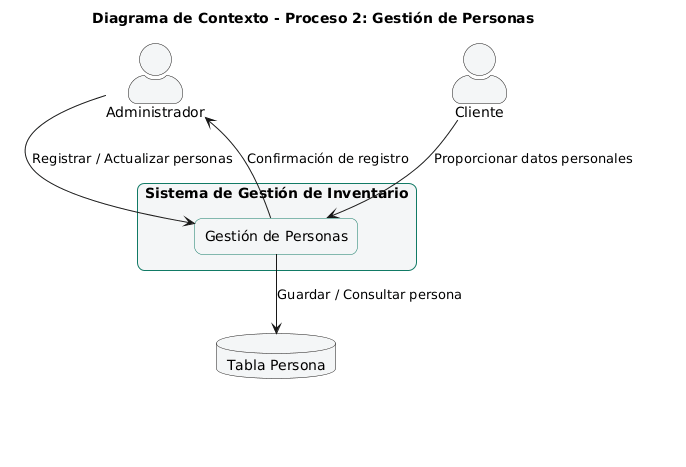 Diagrama de Contexto - Proceso 2: Gestión de Personas
Administrador
Cliente
Registrar / Actualizar personas
Confirmación de registro
Proporcionar datos personales
Sistema de Gestión de Inventario
Gestión de Personas
Guardar / Consultar persona
Tabla Persona